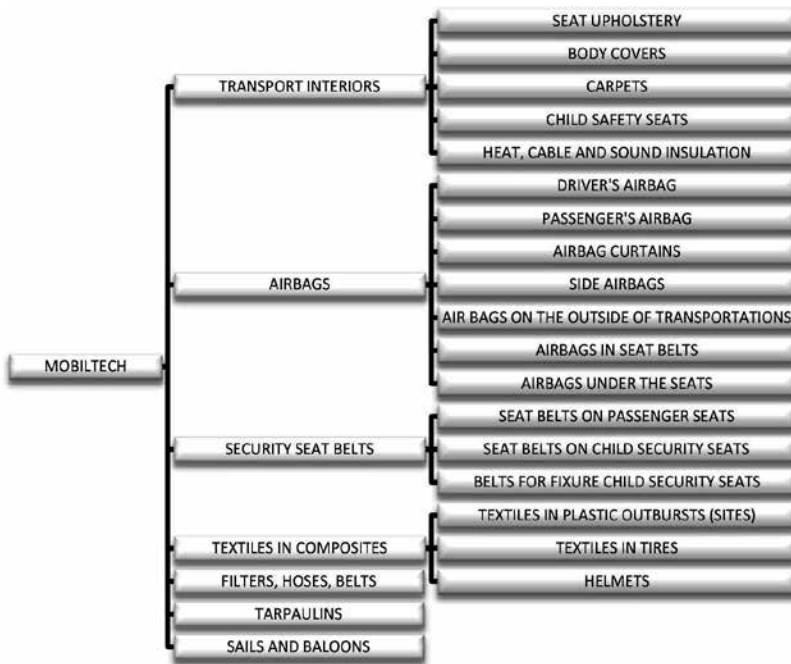 MOBILTECH
TRANSPORT INTERIORS
SEAT UPHOLSTERY
BODY COVERS
CARPETS
CHILD SAFETY SEATS
HEAT, CABLE AND SOUND INSULATION
AIRBAGS
DRIVER'S AIRBAG
PASSENGER'S AIRBAG
AIRBAG CURTAINS
SIDE AIRBAGS
AIR BAGS ON THE OUTSIDE OF TRANSPORTATIONS
AIRBAGS IN SEAT BELTS
AIRBAGS UNDER THE SEATS
SECURITY SEAT BELTS
SEAT BELTS ON PASSENGER SEATS
SEAT BELTS ON CHILD SECURITY SEATS
BELTS FOR FIXURE CHILD SECURITY SEATS
TEXTILES IN COMPOSITES
TEXTILES IN PLASTIC OUTBURSTS (SITES)
TEXTILES IN TIRES
HELMETS
FILTERS, HOSES, BELTS
TARPAULINS
SAILS AND BALOONS